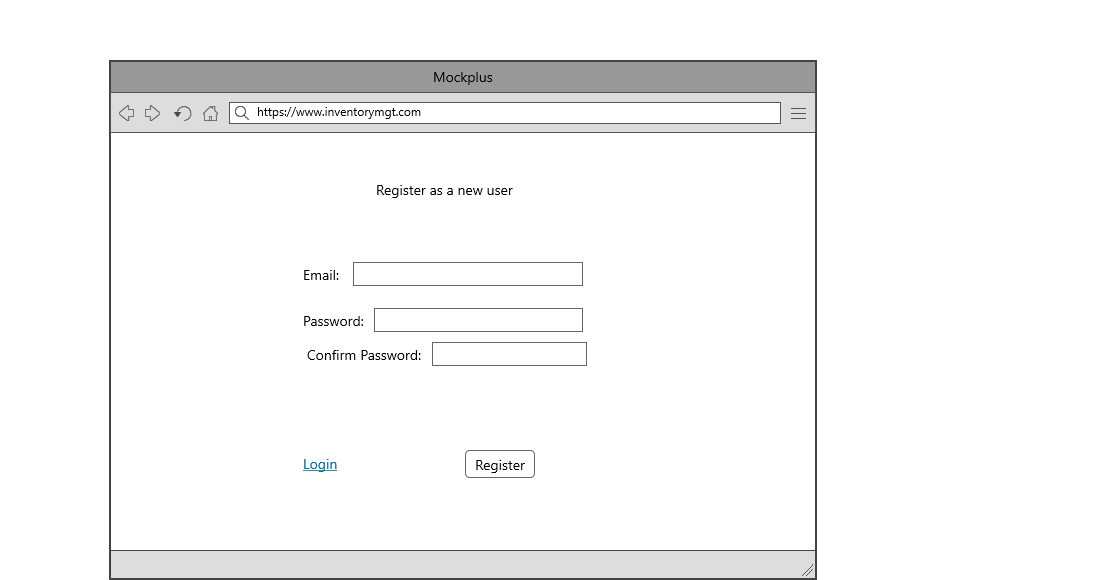 Mockplus
https://www.inventorymgt.com
Register as a new user
Email:
Password:
Confirm Password:
Login
Register